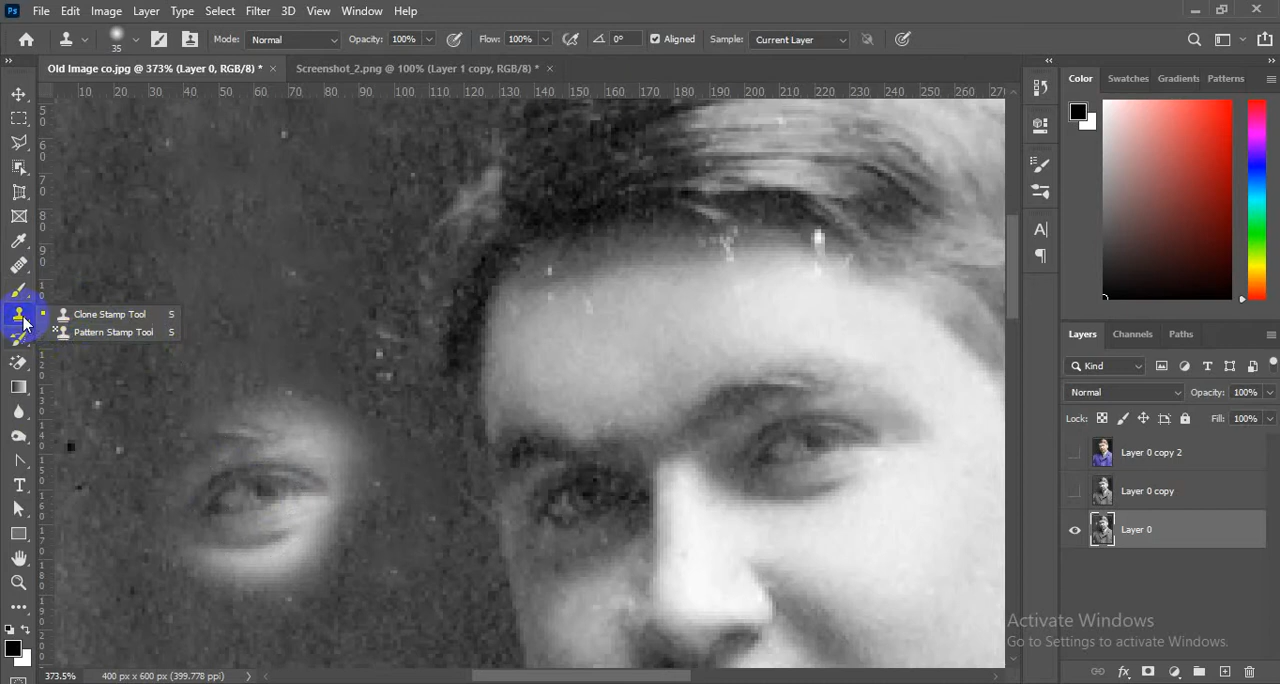 Ps File Edit Image Layer Type Select Filter 3D View Window Help
35 Mode: Normal Opacity: 100% Flow: 100% 0° Aligned Sample: Current Layer
Old Image co.jpg @ 373% (Layer 0, RGB/8) * × Screenshot_2.png @ 100% (Layer 1 copy, RGB/8) * ×
10 20 30 40 50 60 70 80 90 100 110 120 130 140 150 160 170 180 190 200 210 220 230 240 250 260
Color Swatches Gradients Patterns
Clone Stamp Tool S
Pattern Stamp Tool S
Layers Channels Paths
Kind
Normal Opacity: 100%
Lock: Fill: 100%
Layer 0 copy 2
Layer 0 copy
Layer 0
Activate Windows
Go to Settings to activate Windows.
373.5% 400 px x 600 px (399.778 ppi)